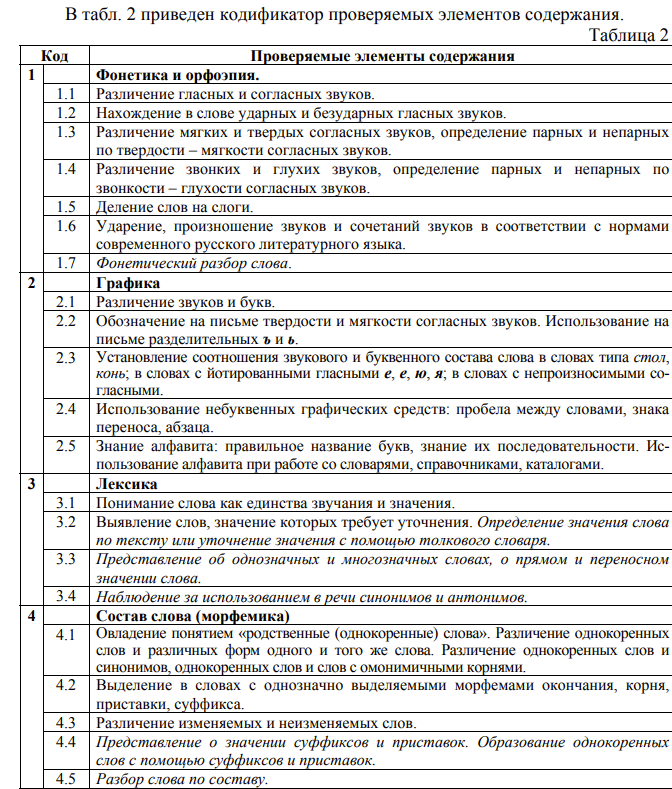 В табл. 2 приведен кодификатор проверяемых элементов содержания.
Таблица 2
Код Проверяемые элементы содержания
1 Фонетика и орфоэпия.
1.1 Различение гласных и согласных звуков.
1.2 Нахождение в слове ударных и безударных гласных звуков.
1.3 Различение мягких и твердых согласных звуков, определение парных и непарных
по твердости – мягкости согласных звуков.
1.4 Различение звонких и глухих звуков, определение парных и непарных по
звонкости – глухости согласных звуков.
1.5 Деление слов на слоги.
1.6 Ударение, произношение звуков и сочетаний звуков в соответствии с нормами
современного русского литературного языка.
1.7 Фонетический разбор слова.
2 Графика
2.1 Различение звуков и букв.
2.2 Обозначение на письме твердости и мягкости согласных звуков. Использование на
письме разделительных ъ и ь.
2.3 Установление соотношения звукового и буквенного состава слова в словах типа стол,
конь; в словах с йотированными гласными е, е, ю, я; в словах с непроизносимыми со-
гласными.
2.4 Использование небуквенных графических средств: пробела между словами, знака
переноса, абзаца.
2.5 Знание алфавита: правильное название букв, знание их последовательности. Ис-
пользование алфавита при работе со словарями, справочниками, каталогами.
3 Лексика
3.1 Понимание слова как единства звучания и значения.
3.2 Выявление слов, значение которых требует уточнения. Определение значения слова
по тексту или уточнение значения с помощью толкового словаря.
3.3 Представление об однозначных и многозначных словах, о прямом и переносном
значении слова.
3.4 Наблюдение за использованием в речи синонимов и антонимов.
4 Состав слова (морфемика)
4.1 Овладение понятием «родственные (однокоренные) слова». Различение однокоренных
слов и различных форм одного и того же слова. Различение однокоренных слов и
синонимов, однокоренных слов и слов с омонимичными корнями.
4.2 Выделение в словах с однозначно выделяемыми морфемами окончания, корня,
приставки, суффикса.
4.3 Различение изменяемых и неизменяемых слов.
4.4 Представление о значении суффиксов и приставок. Образование однокоренных
слов с помощью суффиксов и приставок.
4.5 Разбор слова по составу.